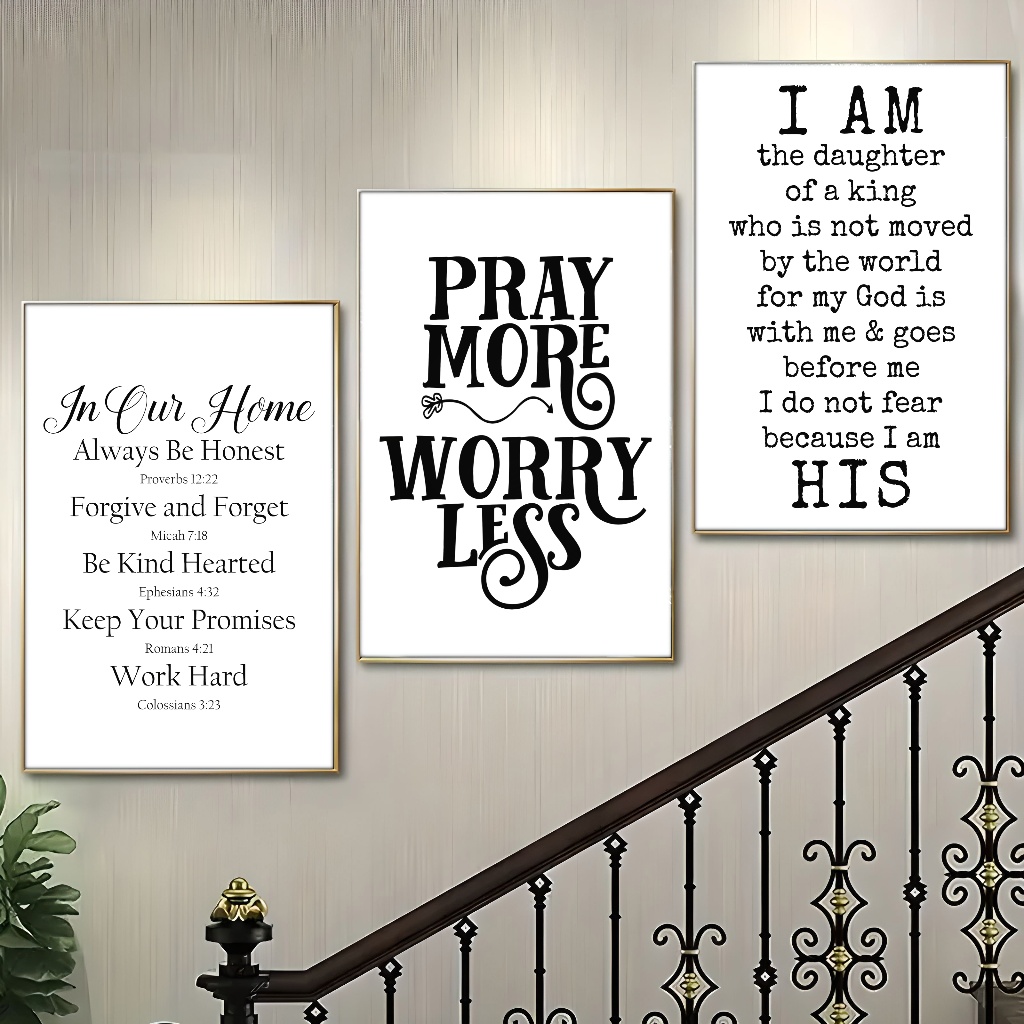 In Our Home
Always Be Honest
Proverbs 12:22
Forgive and Forget
Micah 7:18
Be Kind Hearted
Ephesians 4:32
Keep Your Promises
Romans 4:21
Work Hard
Colossians 3:23
PRAY
MORE
WORRY
LESS
I AM
the daughter
of a king
who is not moved
by the world
for my God is
with me & goes
before me
I do not fear
because I am
HIS